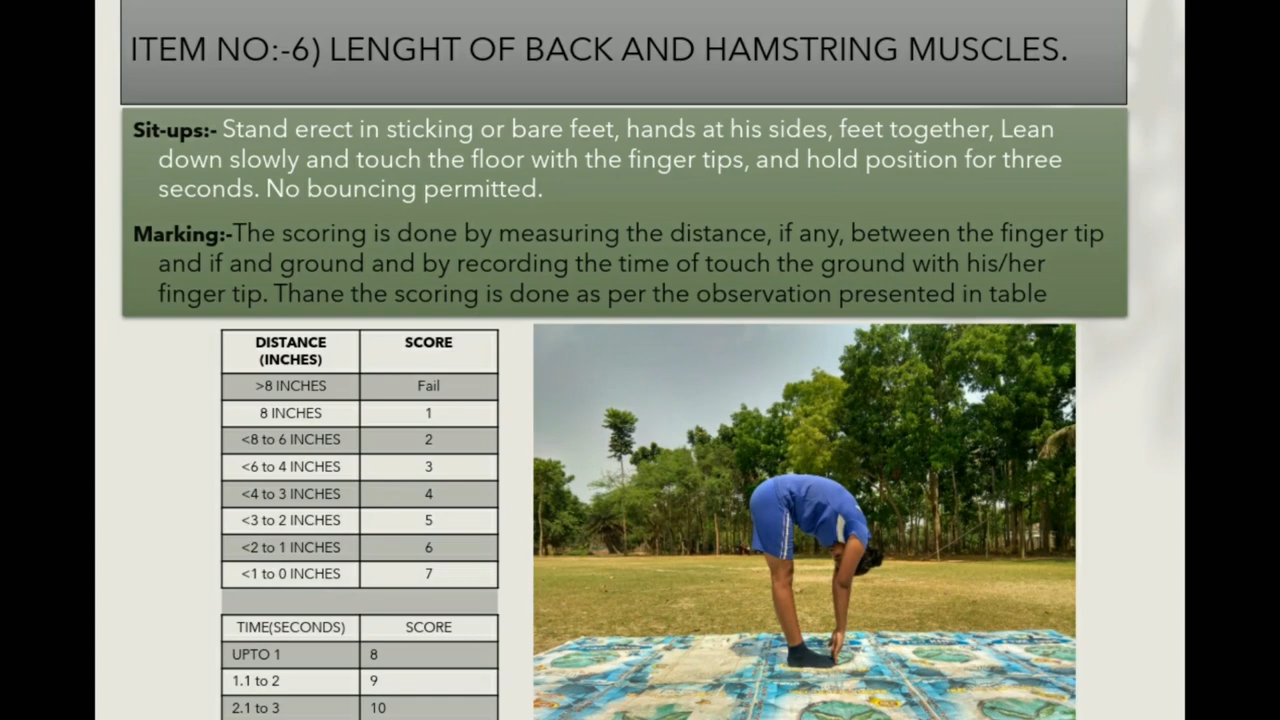 ITEM NO:-6) LENGHT OF BACK AND HAMSTRING MUSCLES.
Sit-ups:- Stand erect in sticking or bare feet, hands at his sides, feet together, Lean
down slowly and touch the floor with the finger tips, and hold position for three
seconds. No bouncing permitted.
Marking:-The scoring is done by measuring the distance, if any, between the finger tip
and if and ground and by recording the time of touch the ground with his/her
finger tip. Thane the scoring is done as per the observation presented in table
DISTANCE (INCHES) SCORE
>8 INCHES Fail
8 INCHES 1
<8 to 6 INCHES 2
<6 to 4 INCHES 3
<4 to 3 INCHES 4
<3 to 2 INCHES 5
<2 to 1 INCHES 6
<1 to 0 INCHES 7
TIME(SECONDS) SCORE
UPTO 1 8
1.1 to 2 9
2.1 to 3 10